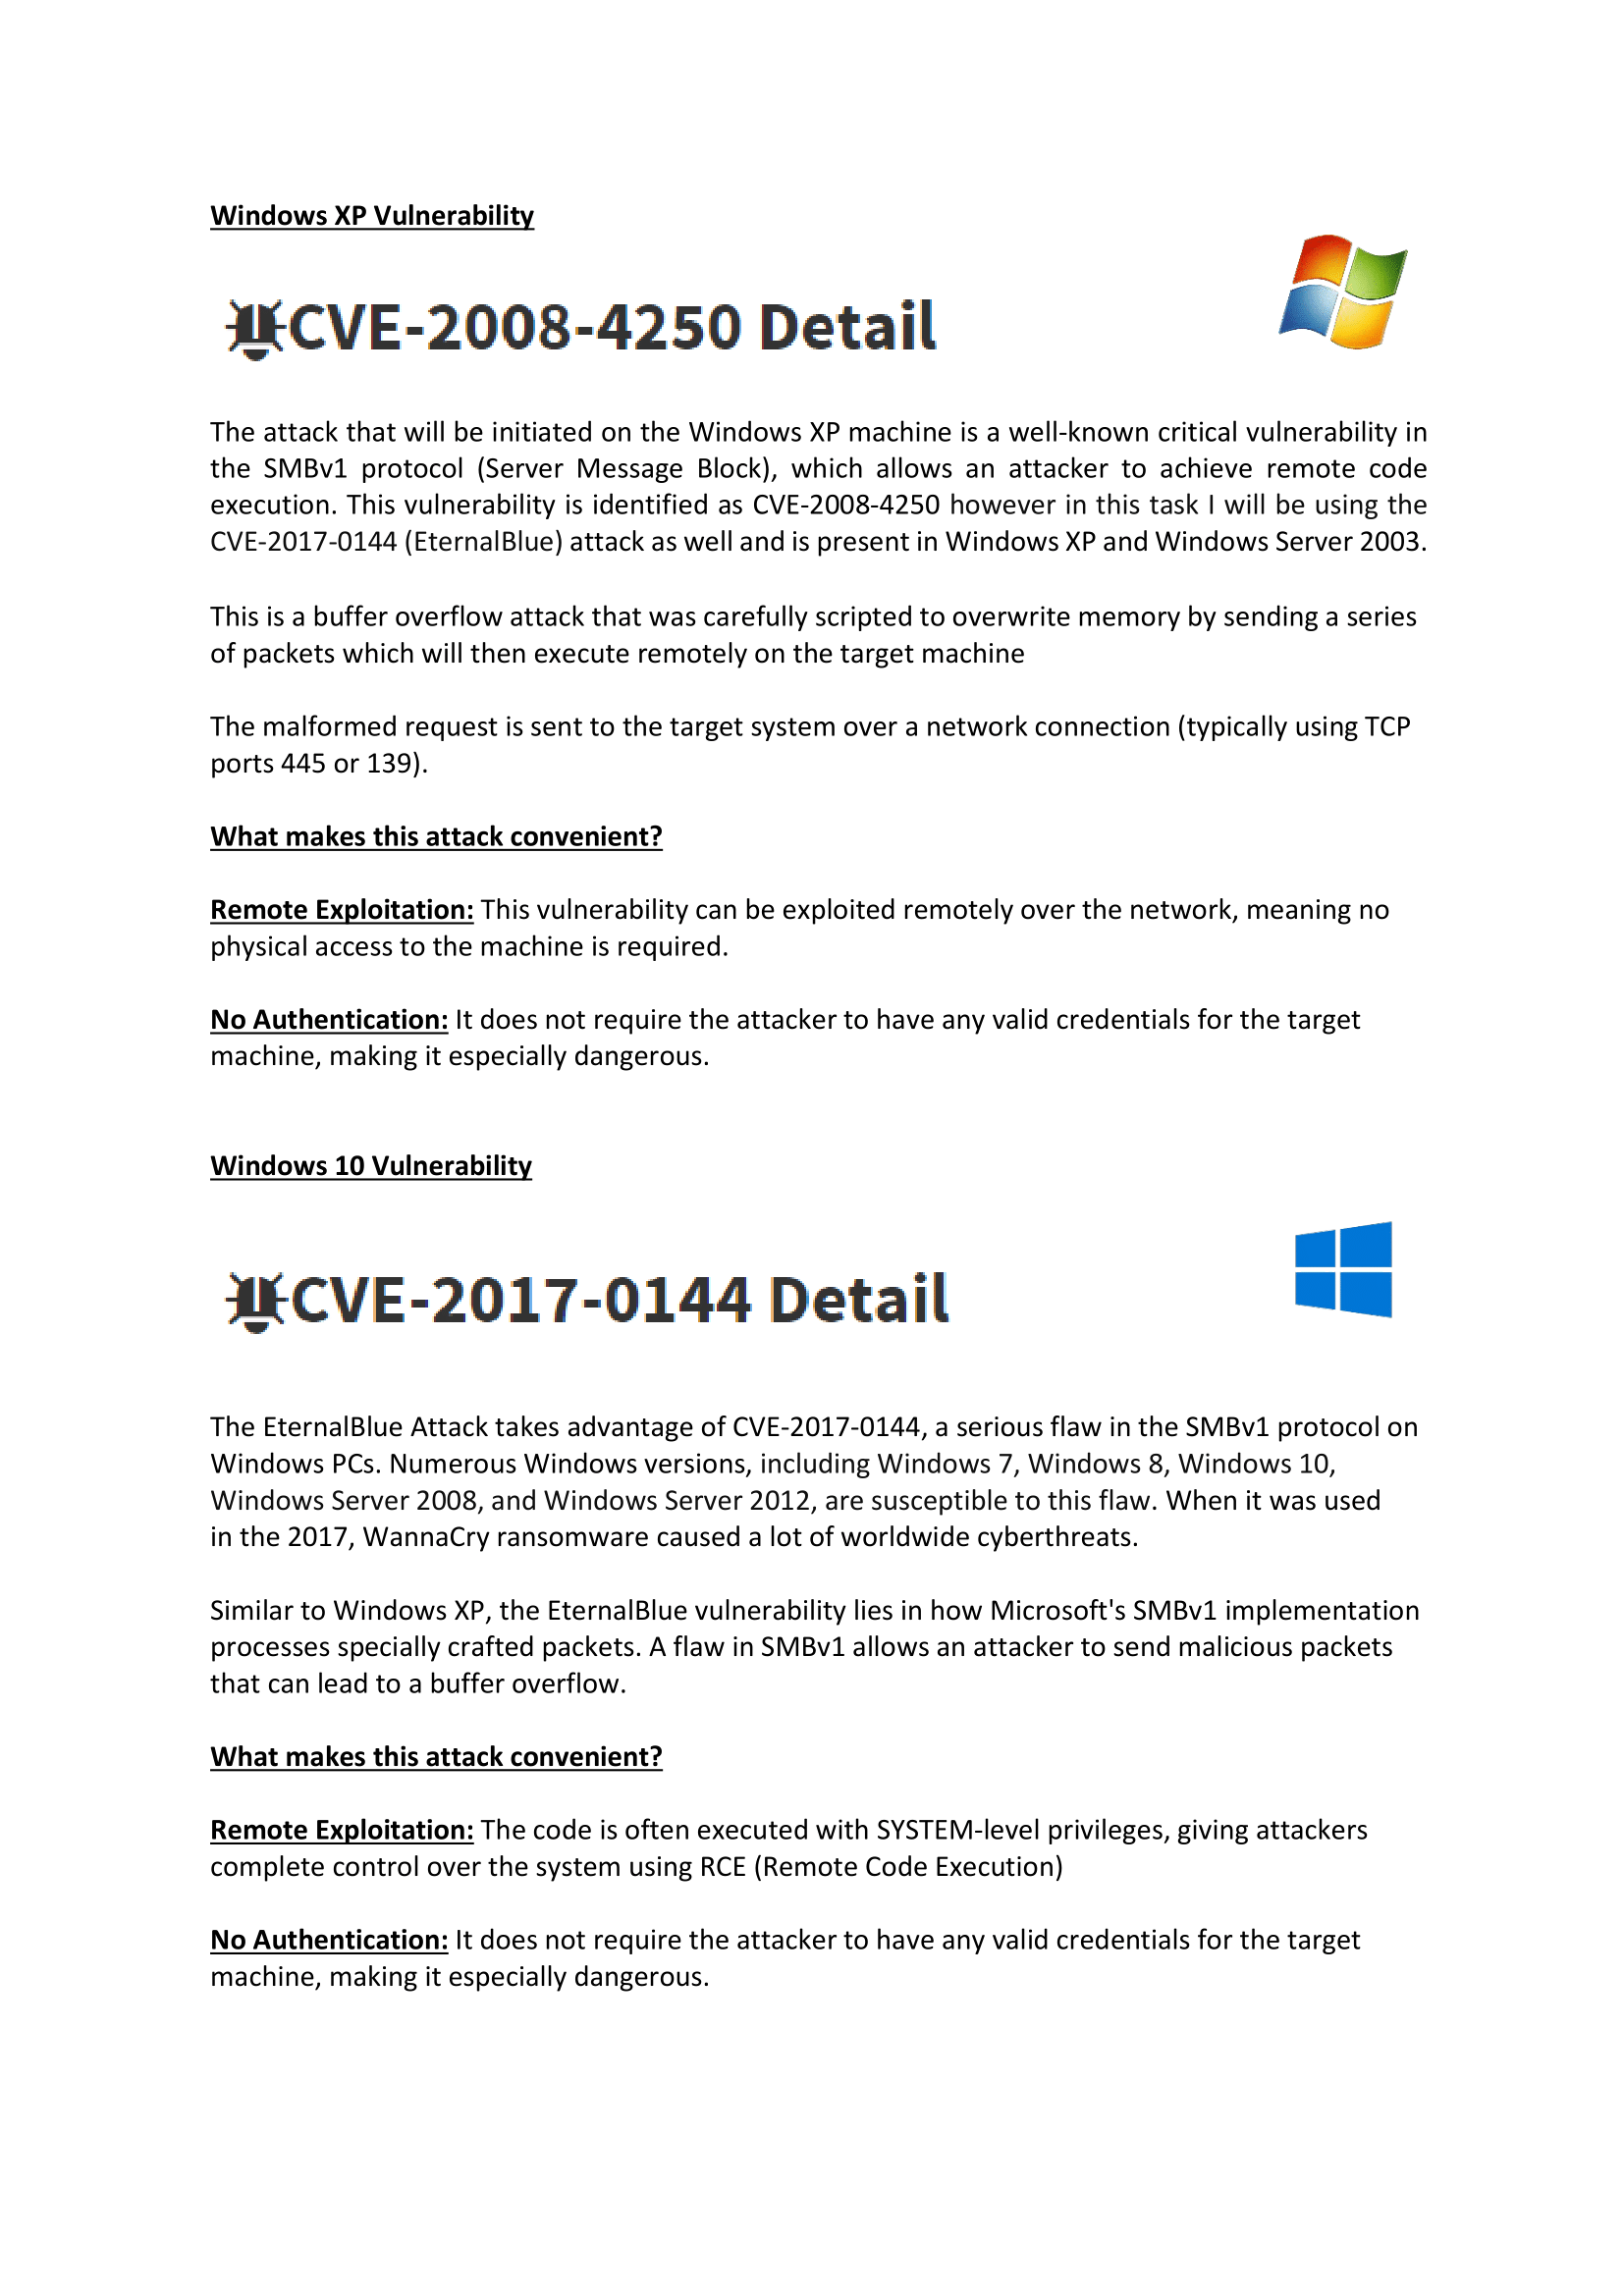 Windows XP Vulnerability
CVE-2008-4250 Detail
The attack that will be initiated on the Windows XP machine is a well-known critical vulnerability in
the SMBv1 protocol (Server Message Block), which allows an attacker to achieve remote code
execution. This vulnerability is identified as CVE-2008-4250 however in this task I will be using the
CVE-2017-0144 (EternalBlue) attack as well and is present in Windows XP and Windows Server 2003.
This is a buffer overflow attack that was carefully scripted to overwrite memory by sending a series
of packets which will then execute remotely on the target machine
The malformed request is sent to the target system over a network connection (typically using TCP
ports 445 or 139).
What makes this attack convenient?
Remote Exploitation: This vulnerability can be exploited remotely over the network, meaning no
physical access to the machine is required.
No Authentication: It does not require the attacker to have any valid credentials for the target
machine, making it especially dangerous.
Windows 10 Vulnerability
CVE-2017-0144 Detail
The EternalBlue Attack takes advantage of CVE-2017-0144, a serious flaw in the SMBv1 protocol on
Windows PCs. Numerous Windows versions, including Windows 7, Windows 8, Windows 10,
Windows Server 2008, and Windows Server 2012, are susceptible to this flaw. When it was used
in the 2017, WannaCry ransomware caused a lot of worldwide cyberthreats.
Similar to Windows XP, the EternalBlue vulnerability lies in how Microsoft's SMBv1 implementation
processes specially crafted packets. A flaw in SMBv1 allows an attacker to send malicious packets
that can lead to a buffer overflow.
What makes this attack convenient?
Remote Exploitation: The code is often executed with SYSTEM-level privileges, giving attackers
complete control over the system using RCE (Remote Code Execution)
No Authentication: It does not require the attacker to have any valid credentials for the target
machine, making it especially dangerous.